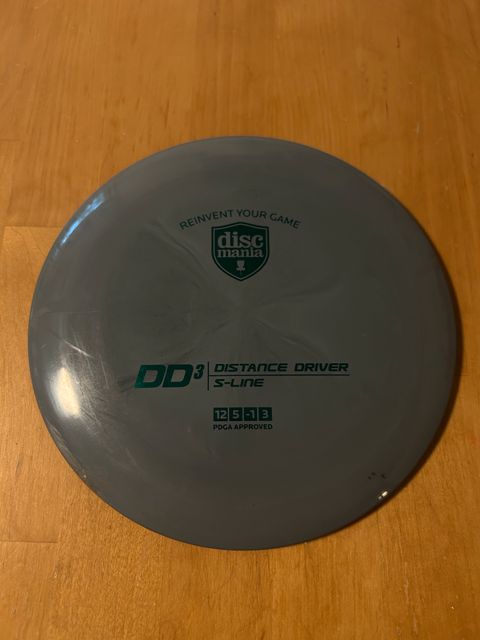 REINVENT YOUR GAME
disc
mania
DD³ DISTANCE DRIVER
S-LINE
12 5 -1 3
PDGA APPROVED